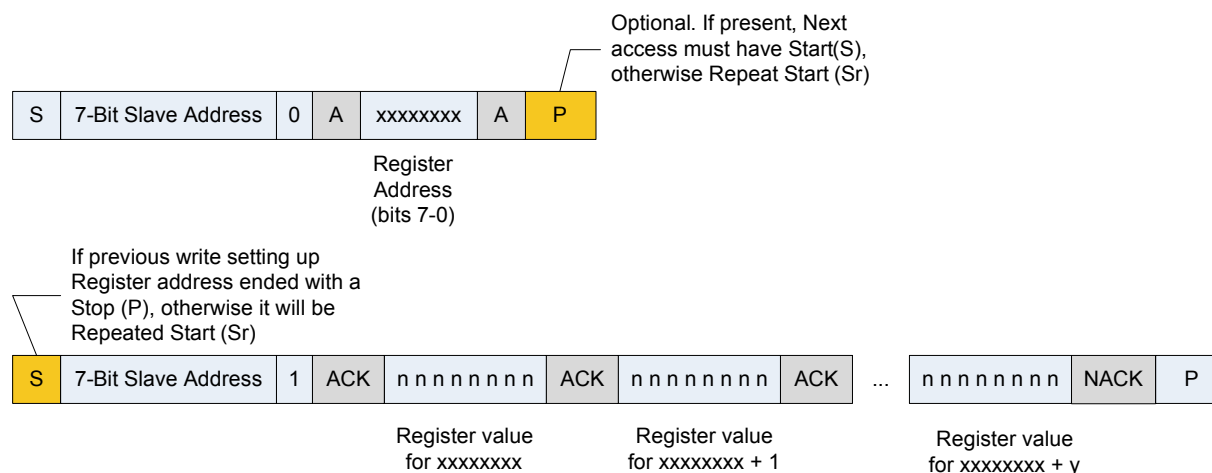 Optional. If present, Next
access must have Start(S),
otherwise Repeat Start (Sr)
S 7-Bit Slave Address 0 A xxxxxxxx A P
Register
Address
(bits 7-0)
If previous write setting up
Register address ended with a
Stop (P), otherwise it will be
Repeated Start (Sr)
S 7-Bit Slave Address 1 ACK n n n n n n n n ACK n n n n n n n n ACK ... n n n n n n n n NACK P
Register value
for xxxxxxxx
Register value
for xxxxxxxx + 1
Register value
for xxxxxxxx + y